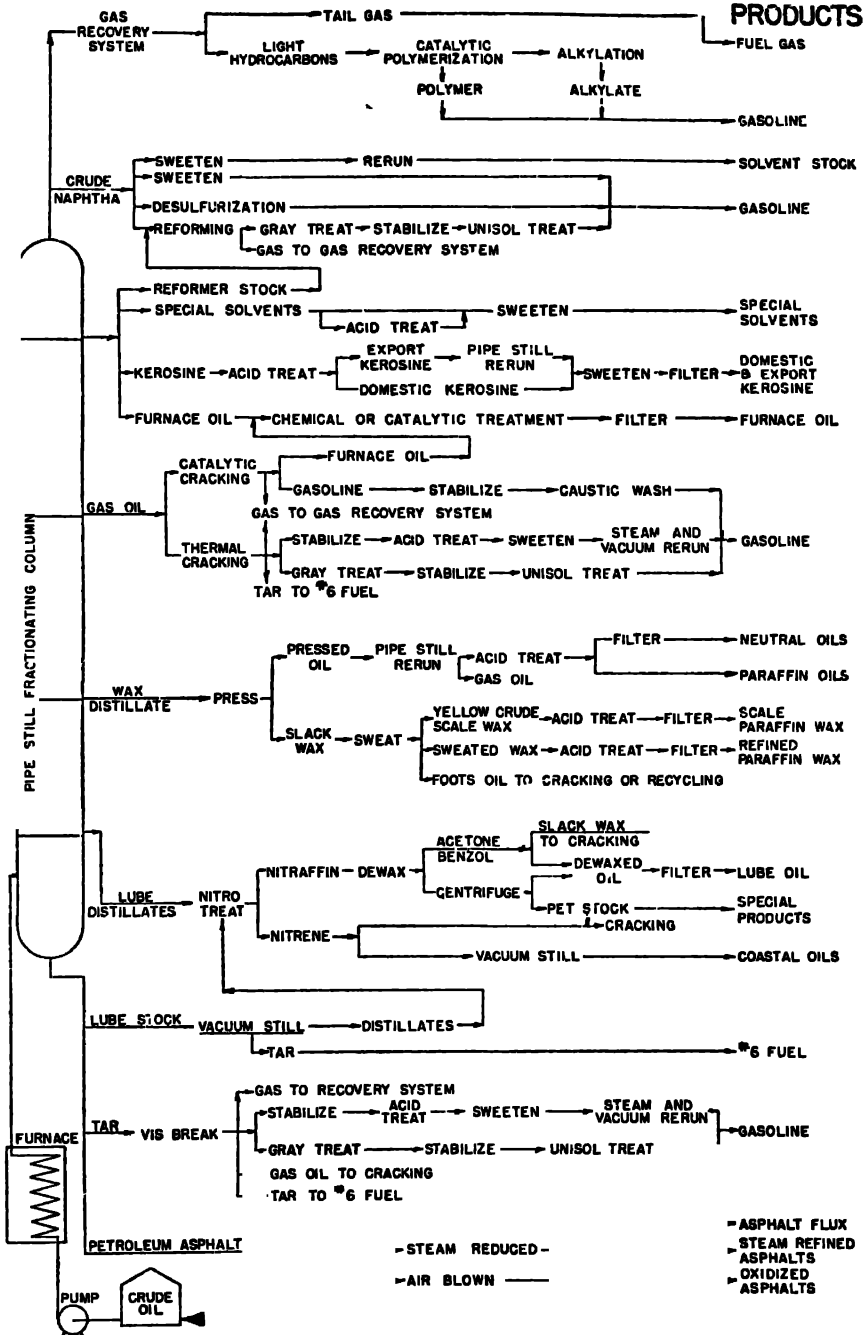 PRODUCTS
GAS RECOVERY SYSTEM
TAIL GAS
FUEL GAS
LIGHT HYDROCARBONS
CATALYTIC POLYMERIZATION
ALKYLATION
POLYMER
ALKYLATE
GASOLINE
CRUDE NAPHTHA
SWEETEN
RERUN
SOLVENT STOCK
SWEETEN
DESULFURIZATION
GASOLINE
REFORMING
GRAY TREAT
STABILIZE
UNISOL TREAT
GAS TO GAS RECOVERY SYSTEM
REFORMER STOCK
SPECIAL SOLVENTS
ACID TREAT
SWEETEN
SPECIAL SOLVENTS
KEROSINE
ACID TREAT
EXPORT KEROSINE
PIPE STILL RERUN
DOMESTIC KEROSINE
SWEETEN
FILTER
DOMESTIC & EXPORT KEROSINE
FURNACE OIL
CHEMICAL OR CATALYTIC TREATMENT
FILTER
FURNACE OIL
PIPE STILL FRACTIONATING COLUMN
GAS OIL
CATALYTIC CRACKING
FURNACE OIL
GASOLINE
STABILIZE
CAUSTIC WASH
GAS TO GAS RECOVERY SYSTEM
THERMAL CRACKING
STABILIZE
ACID TREAT
SWEETEN
STEAM AND VACUUM RERUN
GASOLINE
GRAY TREAT
STABILIZE
UNISOL TREAT
TAR TO #6 FUEL
WAX DISTILLATE
PRESS
PRESSED OIL
PIPE STILL RERUN
ACID TREAT
GAS OIL
FILTER
NEUTRAL OILS
PARAFFIN OILS
SLACK WAX
SWEAT
YELLOW CRUDE SCALE WAX
ACID TREAT
FILTER
SCALE PARAFFIN WAX
SWEATED WAX
ACID TREAT
FILTER
REFINED PARAFFIN WAX
FOOTS OIL TO CRACKING OR RECYCLING
LUBE DISTILLATES
NITRO TREAT
NITRAFFIN
DEWAX
ACETONE BENZOL
SLACK WAX TO CRACKING
DEWAXED OIL
FILTER
LUBE OIL
CENTRIFUGE
PET STOCK
SPECIAL PRODUCTS
NITRENE
CRACKING
VACUUM STILL
COASTAL OILS
LUBE STOCK
VACUUM STILL
DISTILLATES
TAR
#6 FUEL
TAR
VIS BREAK
GAS TO RECOVERY SYSTEM
STABILIZE
ACID TREAT
SWEETEN
STEAM AND VACUUM RERUN
GASOLINE
GRAY TREAT
STABILIZE
UNISOL TREAT
GAS OIL TO CRACKING
TAR TO #6 FUEL
FURNACE
PETROLEUM ASPHALT
ASPHALT FLUX
STEAM REDUCED
STEAM REFINED ASPHALTS
AIR BLOWN
OXIDIZED ASPHALTS
PUMP
CRUDE OIL